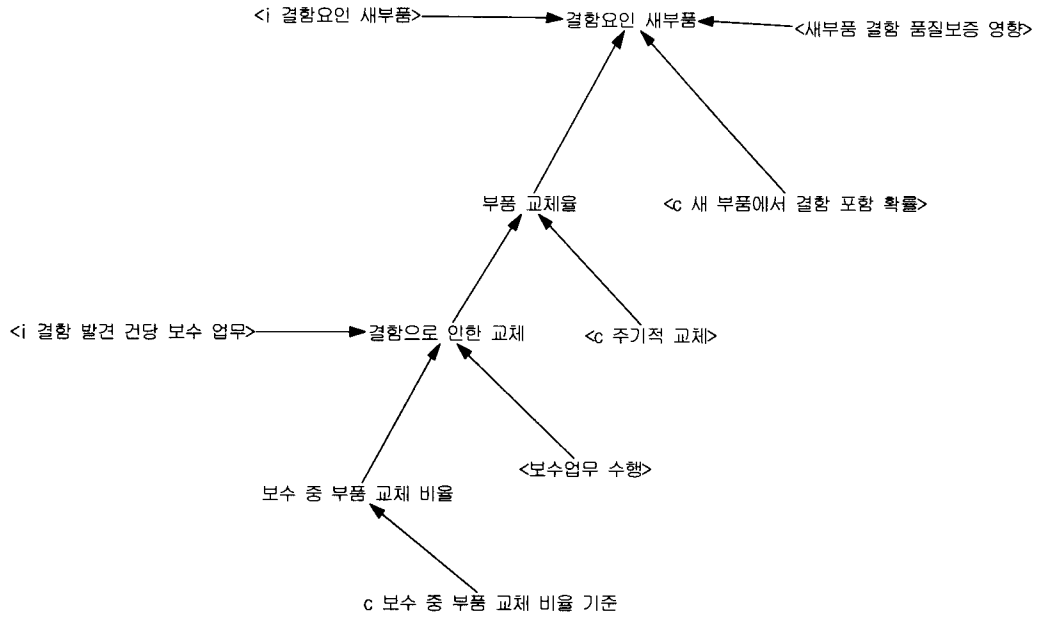 <i 결함요인 새부품>
결함요인 새부품
<새부품 결함 품질보증 영향>
부품 교체율
<c 새 부품에서 결함 포함 확률>
<i 결함 발견 건당 보수 업무>
결함으로 인한 교체
<c 주기적 교체>
<보수업무 수행>
보수 중 부품 교체 비율
c 보수 중 부품 교체 비율 기준